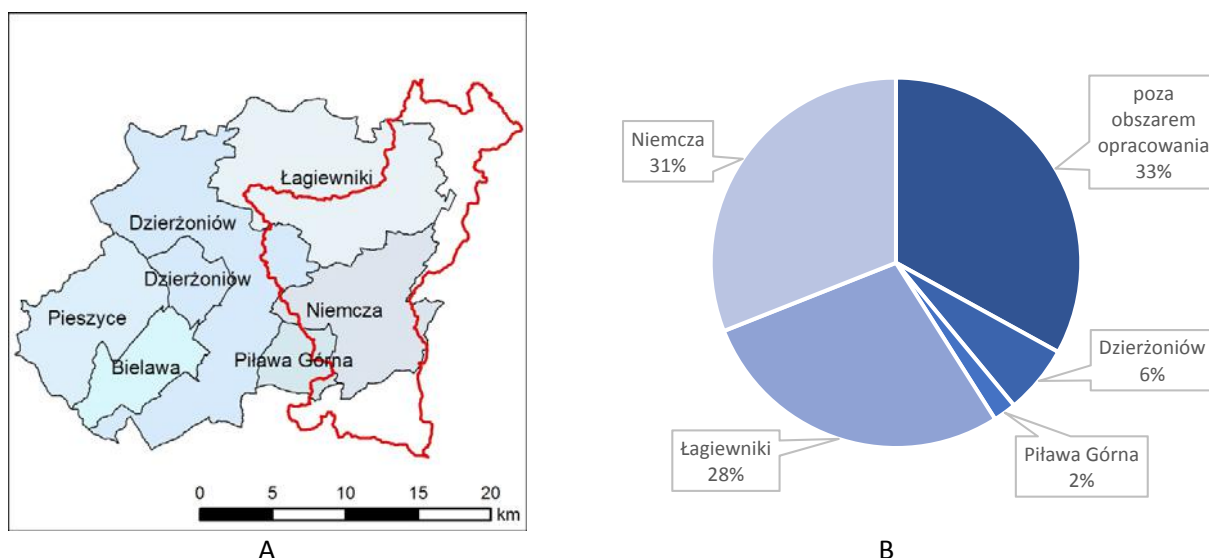 Łagiewniki
Dzierżoniów
Dzierżoniów
Pieszyce
Niemcza
Bielawa
Piława Górna
0 5 10 15 20
km
A
poza
obszarem
opracowania
33%
Niemcza
31%
Dzierżoniów
6%
Łagiewniki
28%
Piława Górna
2%
B